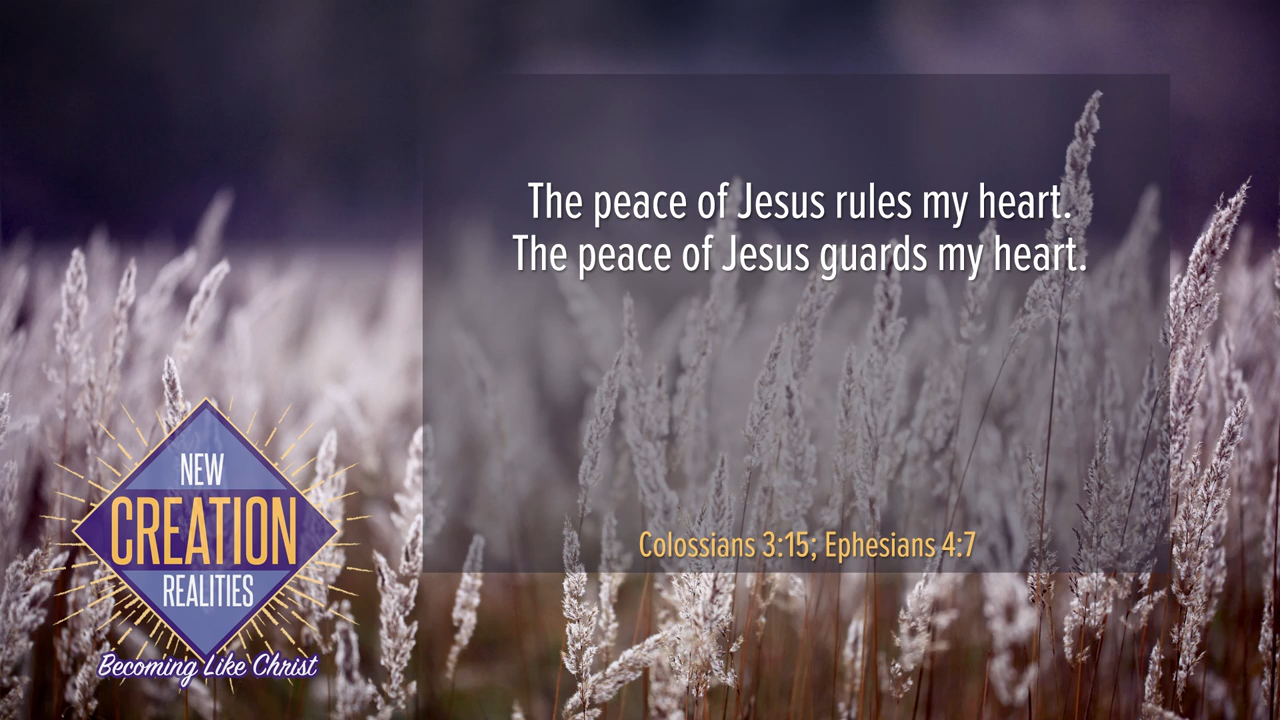 The peace of Jesus rules my heart.
The peace of Jesus guards my heart.
Colossians 3:15; Ephesians 4:7
NEW
CREATION
REALITIES
Becoming Like Christ